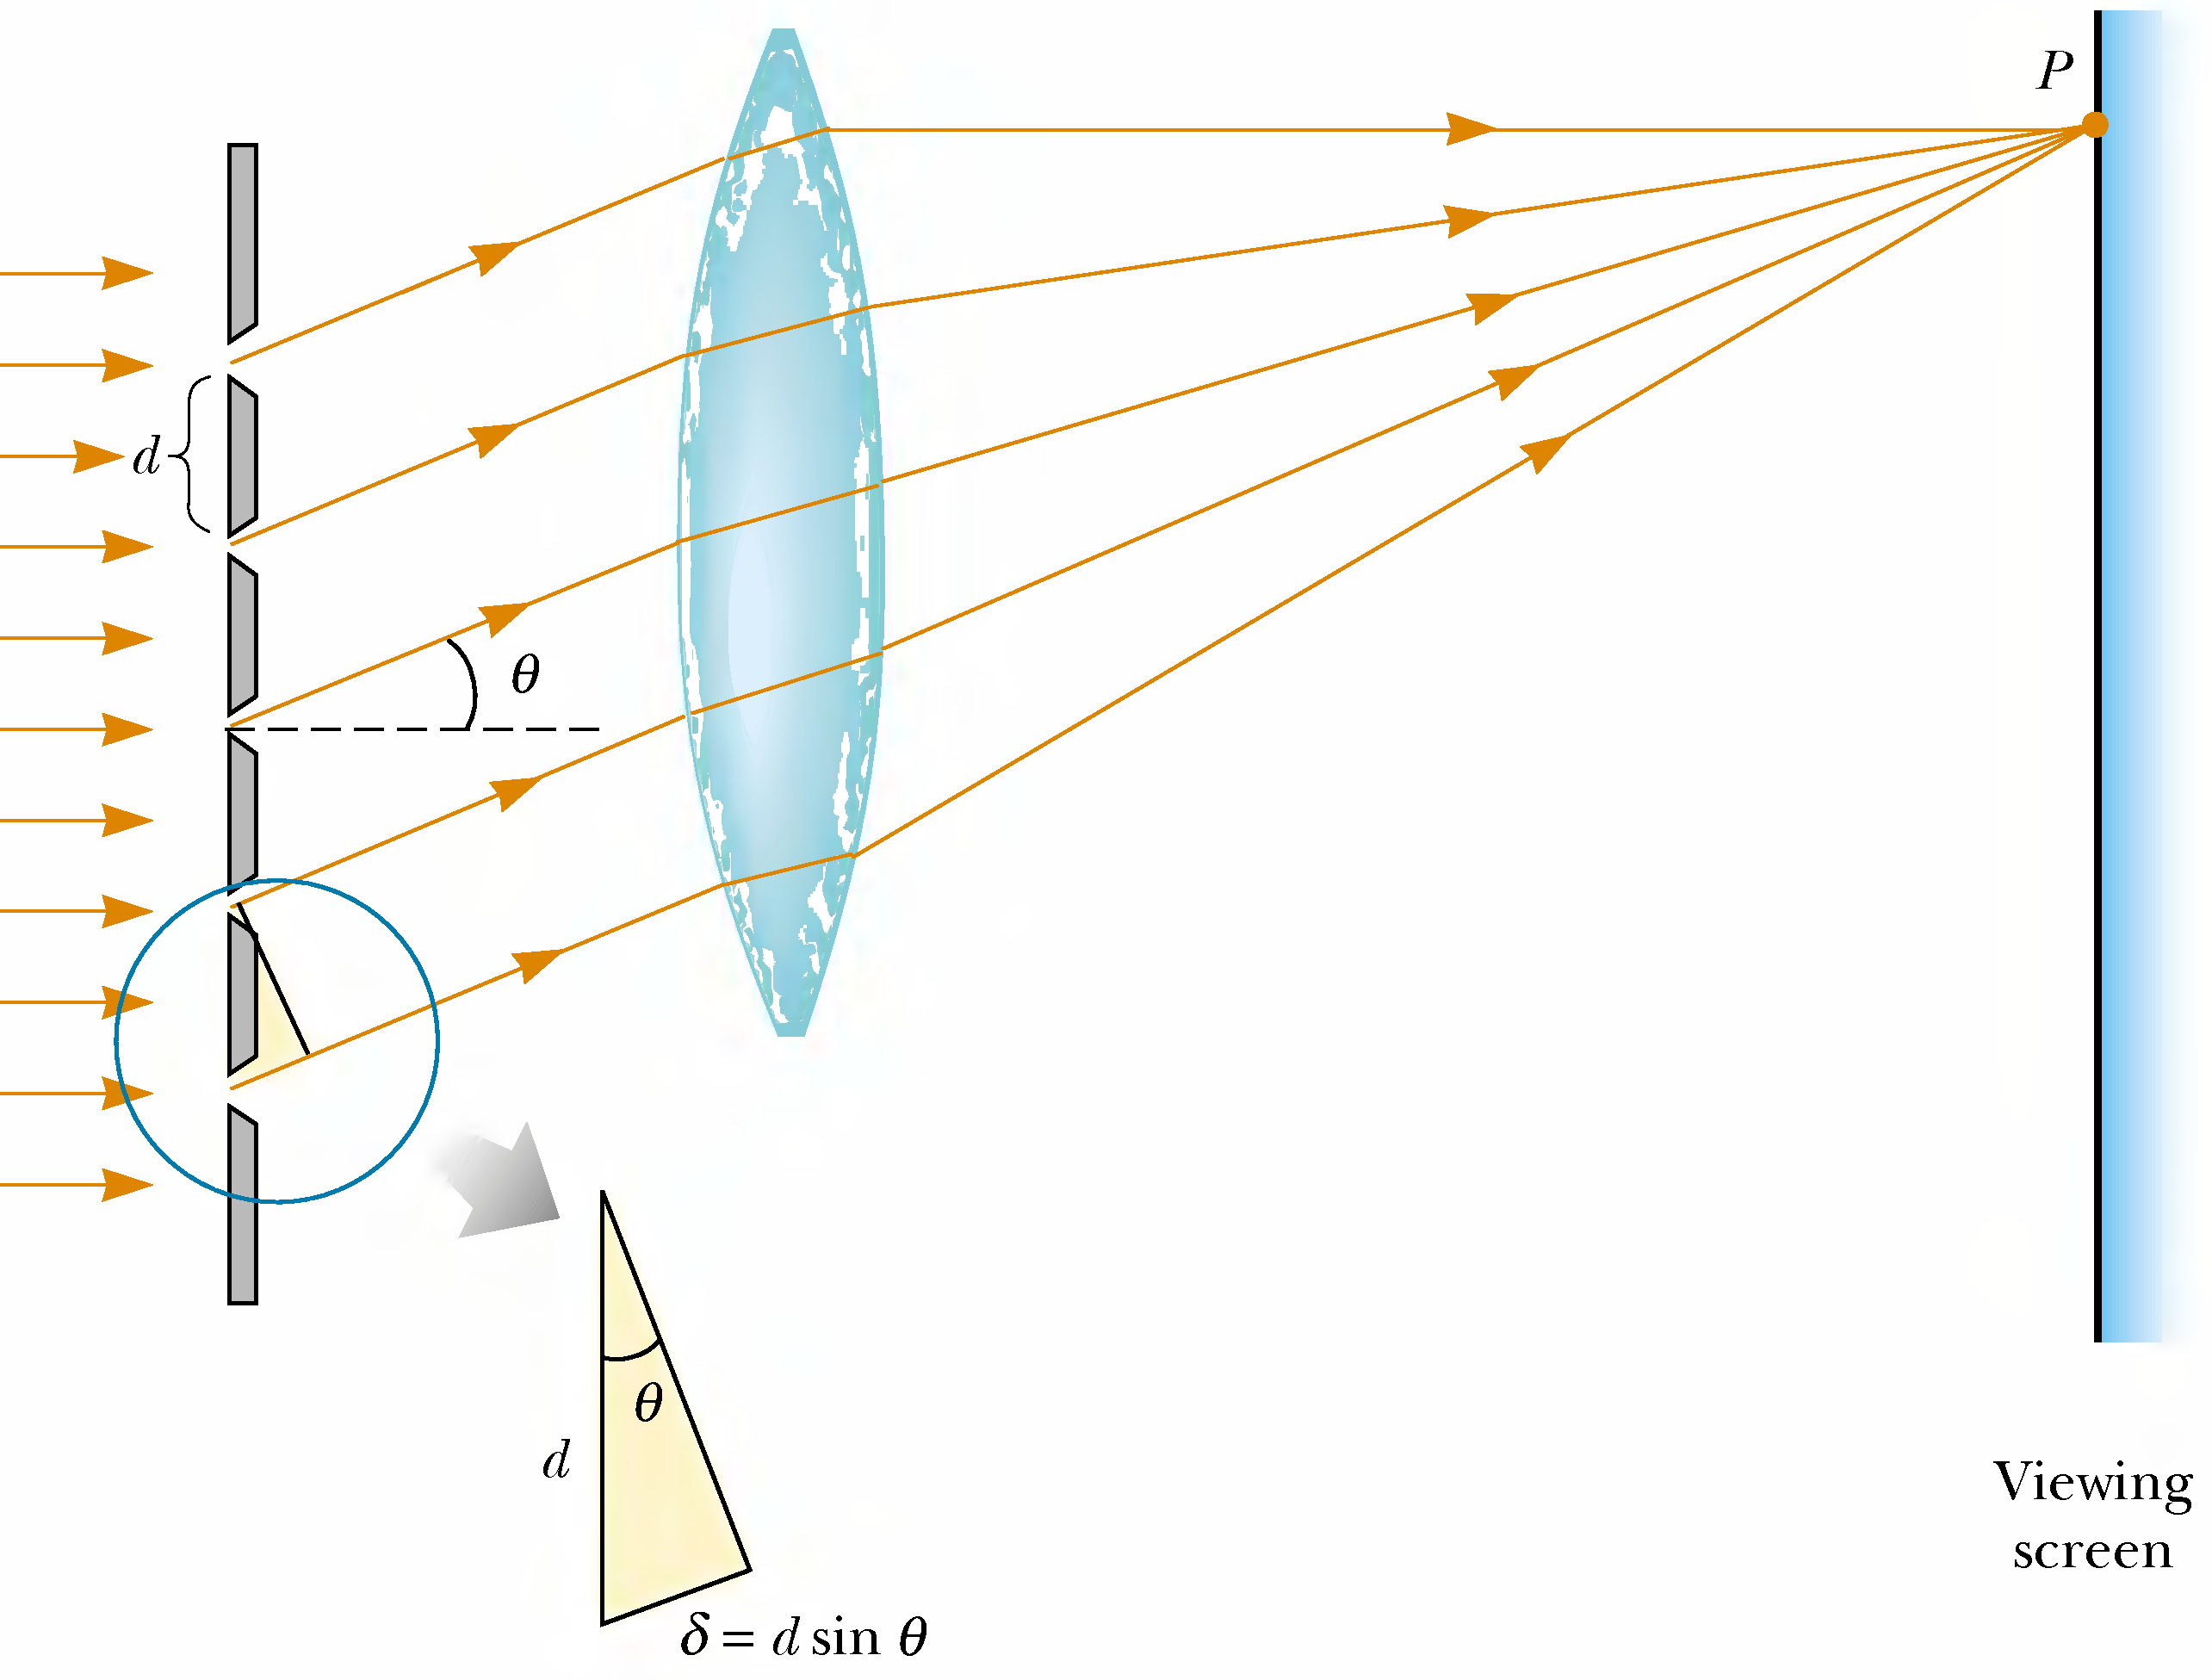 P
d
θ
θ
d
δ = d sin θ
Viewing
screen